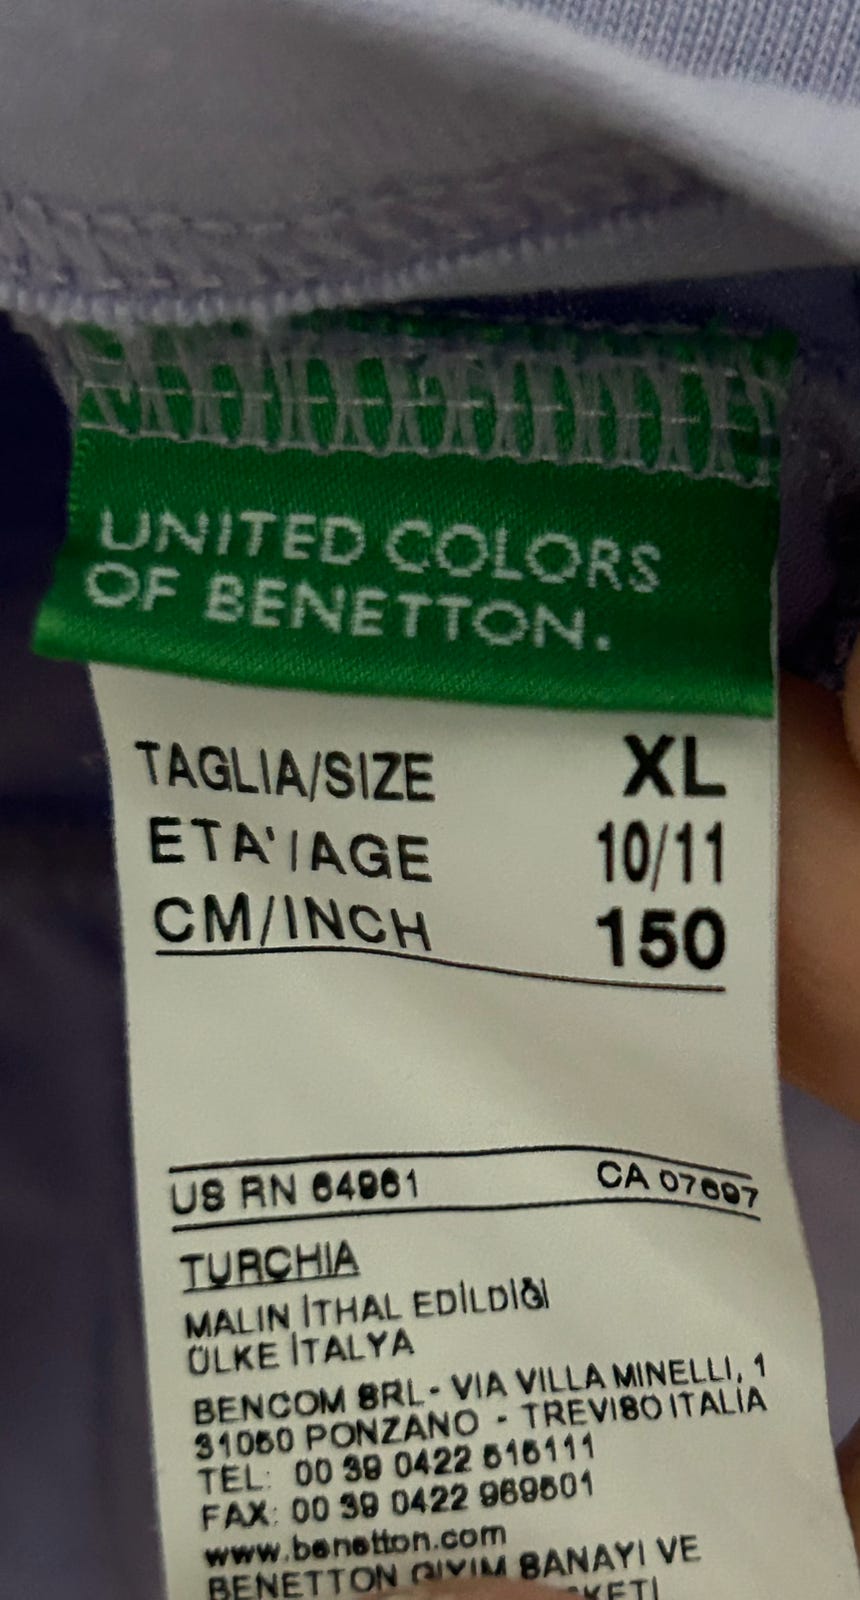 UNITED COLORS
OF BENETTON.
TAGLIA/SIZE XL
ETA'/AGE 10/11
CM/INCH 150
US RN 64961 CA 07697
TURCHIA
MALIN İTHAL EDİLDİĞİ
ÜLKE İTALYA
BENCOM SRL - VIA VILLA MINELLI, 1
31050 PONZANO - TREVISO ITALIA
TEL: 00 39 0422 519111
FAX: 00 39 0422 969501
www.benetton.com
BENETTON GIYIM SANAYI VE